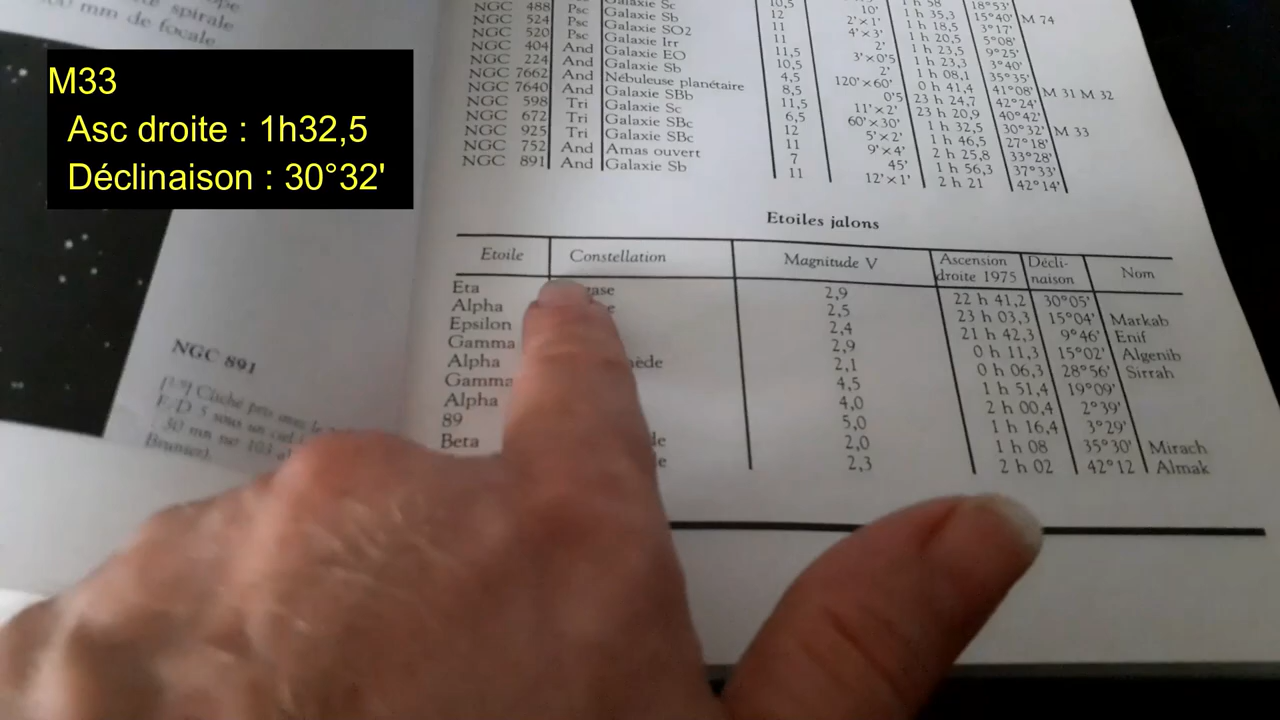 M33
Asc droite : 1h32,5
Déclinaison : 30°32'
spirale
mm de focale
NGC 891
NGC 488 Psc Galaxie Sc 10,5 18°53'
NGC 524 Psc Galaxie Sb 12 10' 1 h 35,3 15°40' M 74
NGC 520 Psc Galaxie SO2 11 2'×1' 1 h 18,5 3°17'
NGC 404 And Galaxie Irr 11 4'×3' 1 h 20,5 5°08'
NGC 224 And Galaxie EO 11,5 2' 1 h 23,5 9°25'
NGC 7662 And Galaxie Sb 10,5 3'×0'5 1 h 23,3 3°40'
NGC 7640 And Nébuleuse planétaire 4,5 2' 1 h 08,1 35°35'
NGC 598 Tri Galaxie SBb 8,5 120'×60' 0 h 41,4 41°08' M 31 M 32
NGC 672 Tri Galaxie Sc 11,5 0'5 23 h 24,7 42°24'
NGC 925 Tri Galaxie SBc 6,5 11'×2' 23 h 20,9 40°42'
NGC 752 And Galaxie SBc 12 60'×30' 1 h 32,5 30°32' M 33
NGC 891 And Amas ouvert 11 5'×2' 1 h 46,5 27°18'
Galaxie Sb 7 9'×4' 2 h 25,8 33°28'
11 45' 1 h 56,3 37°33'
12'×1' 2 h 21 42°14'
Etoiles jalons
Etoile Constellation Magnitude V Ascension droite 1975 Décli-naison Nom
Eta 2,9 22 h 41,2 30°05'
Alpha 2,5 23 h 03,3 15°04' Markab
Epsilon 2,4 21 h 42,3 9°46' Enif
Gamma 2,9 0 h 11,3 15°02' Algenib
Alpha 2,1 0 h 06,3 28°56' Sirrah
Gamma 4,5 1 h 51,4 19°09'
Alpha 4,0 2 h 00,4 2°39'
89 5,0 1 h 16,4 3°29'
Beta 2,0 1 h 08 35°30' Mirach
2,3 2 h 02 42°12 Almak